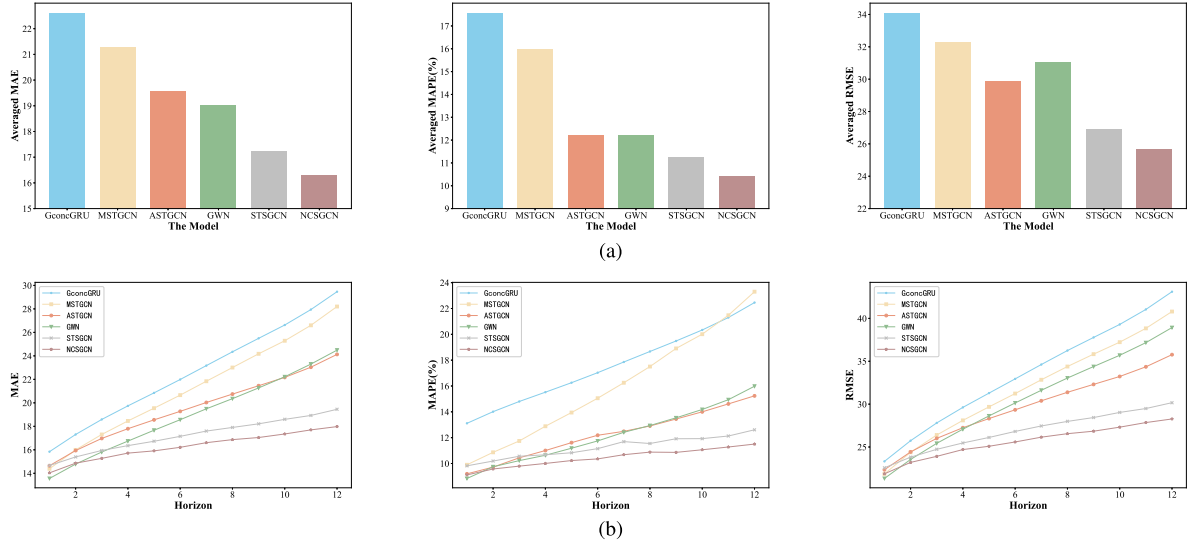 22
21
20
19
18
17
16
15
Averaged MAE
GconcGRU MSTGCN ASTGCN GWN STSGCN NCSGCN
The Model
17
16
15
14
13
12
11
10
9
Averaged MAPE(%)
GconcGRU MSTGCN ASTGCN GWN STSGCN NCSGCN
The Model
34
32
30
28
26
24
22
Averaged RMSE
GconcGRU MSTGCN ASTGCN GWN STSGCN NCSGCN
The Model
(a)
30
28
26
24
22
20
18
16
14
MAE
GconcGRU
MSTGCN
ASTGCN
GWN
STSGCN
NCSGCN
2 4 6 8 10 12
Horizon
24
22
20
18
16
14
12
10
MAPE(%)
GconcGRU
MSTGCN
ASTGCN
GWN
STSGCN
NCSGCN
2 4 6 8 10 12
Horizon
40
35
30
25
RMSE
GconcGRU
MSTGCN
ASTGCN
GWN
STSGCN
NCSGCN
2 4 6 8 10 12
Horizon
(b)